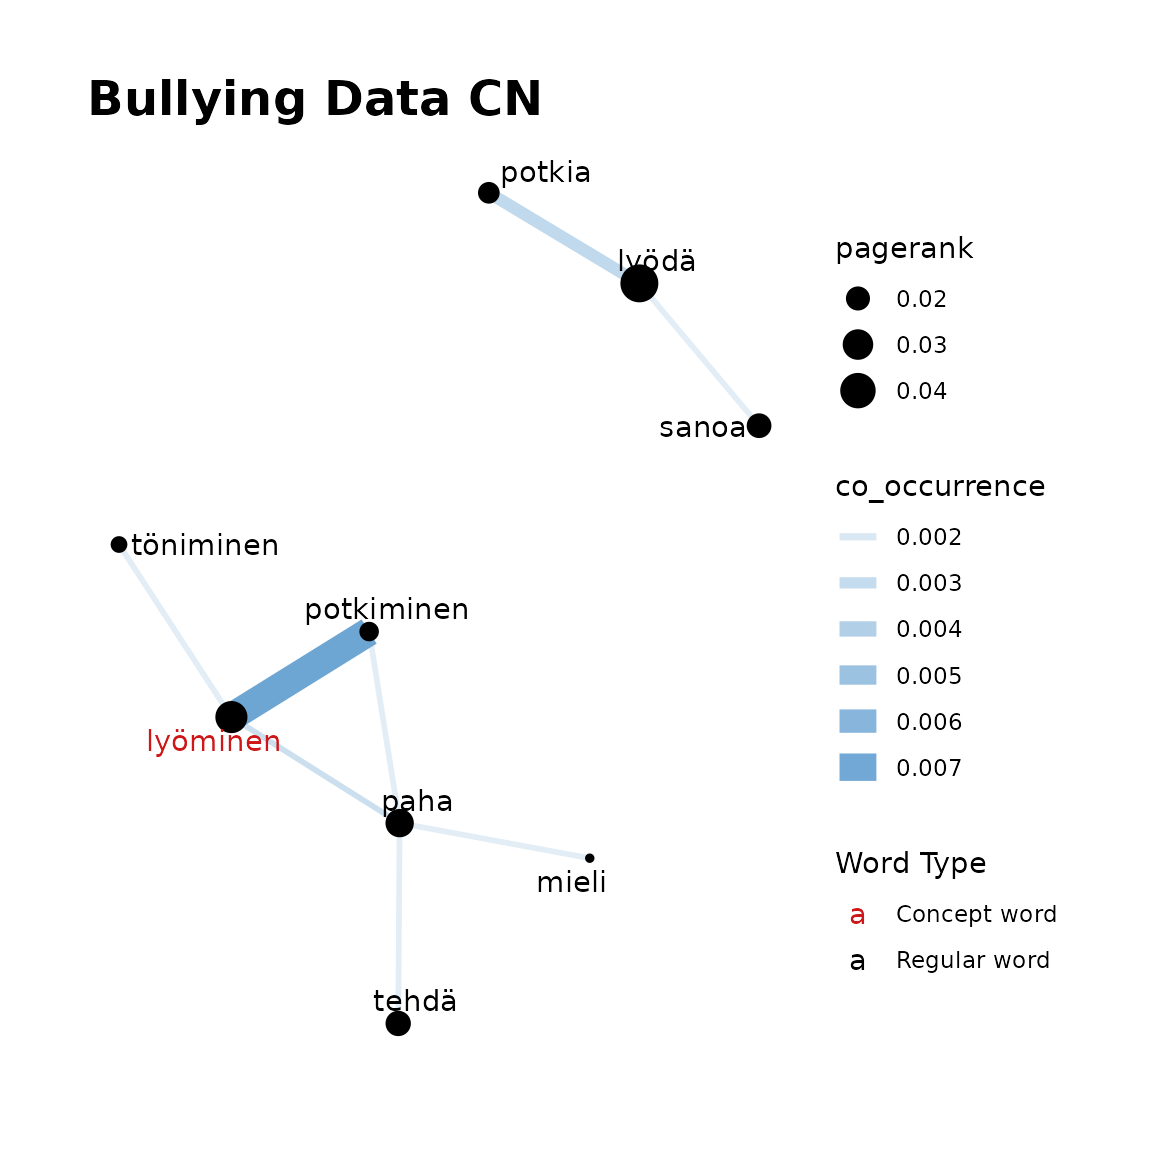 Bullying Data CN
potkia
lyödä
sanoa
töniminen
potkiminen
lyöminen
paha
mieli
tehdä
pagerank
0.02
0.03
0.04
co_occurrence
0.002
0.003
0.004
0.005
0.006
0.007
Word Type
a Concept word
a Regular word